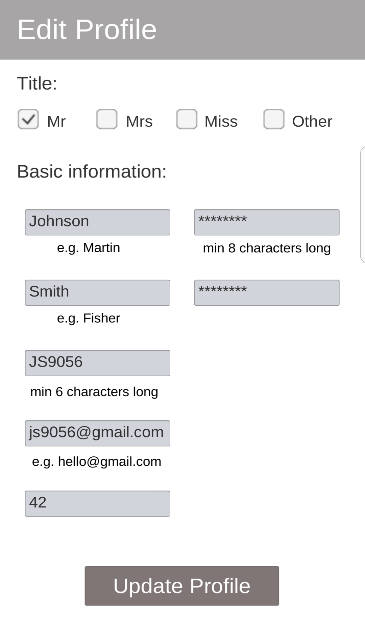 Edit Profile
Title:
Mr Mrs Miss Other
Basic information:
Johnson ********
e.g. Martin min 8 characters long
Smith ********
e.g. Fisher
JS9056
min 6 characters long
js9056@gmail.com
e.g. hello@gmail.com
42
Update Profile